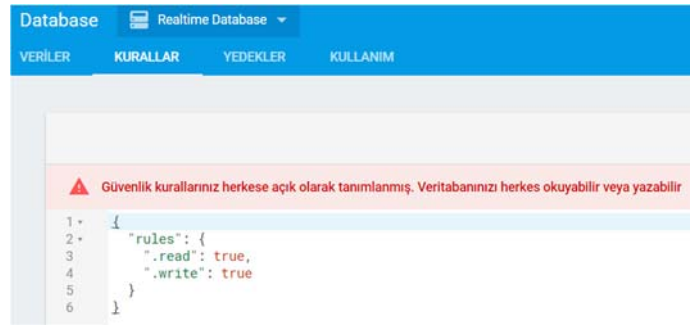 Database Realtime Database
VERİLER KURALLAR YEDEKLER KULLANIM
Güvenlik kurallarınız herkese açık olarak tanımlanmış. Veritabanınızı herkes okuyabilir veya yazabilir
1 {
2 "rules": {
3 ".read": true,
4 ".write": true
5 }
6 }